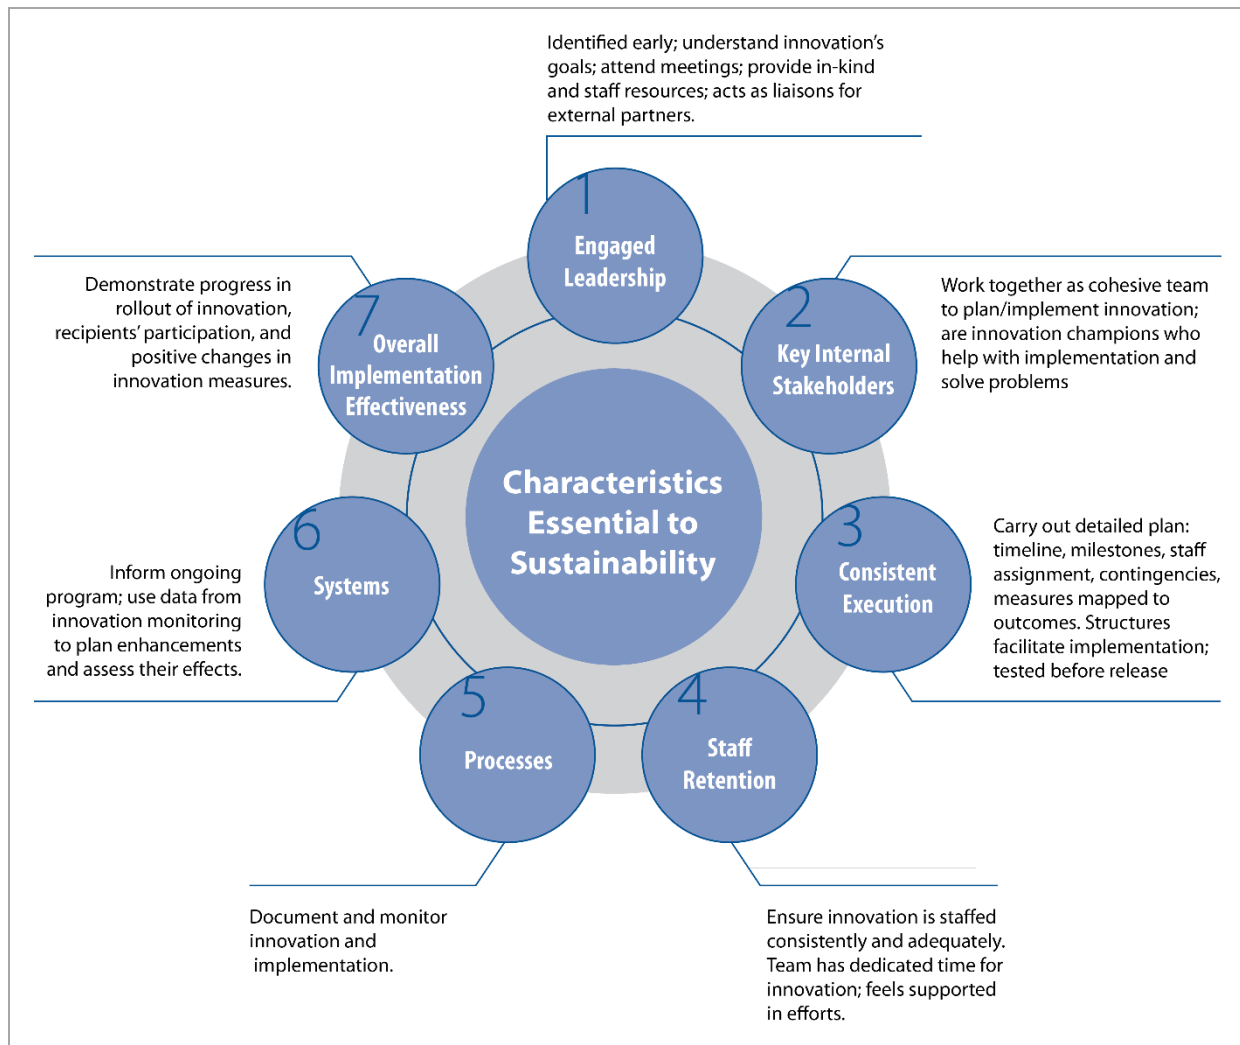 Identified early; understand innovation's
goals; attend meetings; provide in-kind
and staff resources; acts as liaisons for
external partners.
1
Engaged
Leadership
2
Key Internal
Stakeholders
Work together as cohesive team
to plan/implement innovation;
are innovation champions who
help with implementation and
solve problems
3
Consistent
Execution
Carry out detailed plan:
timeline, milestones, staff
assignment, contingencies,
measures mapped to
outcomes. Structures
facilitate implementation;
tested before release
4
Staff
Retention
Ensure innovation is staffed
consistently and adequately.
Team has dedicated time for
innovation; feels supported
in efforts.
5
Processes
Document and monitor
innovation and
implementation.
6
Systems
Inform ongoing
program; use data from
innovation monitoring
to plan enhancements
and assess their effects.
7
Overall
Implementation
Effectiveness
Demonstrate progress in
rollout of innovation,
recipients' participation, and
positive changes in
innovation measures.
Characteristics
Essential to
Sustainability